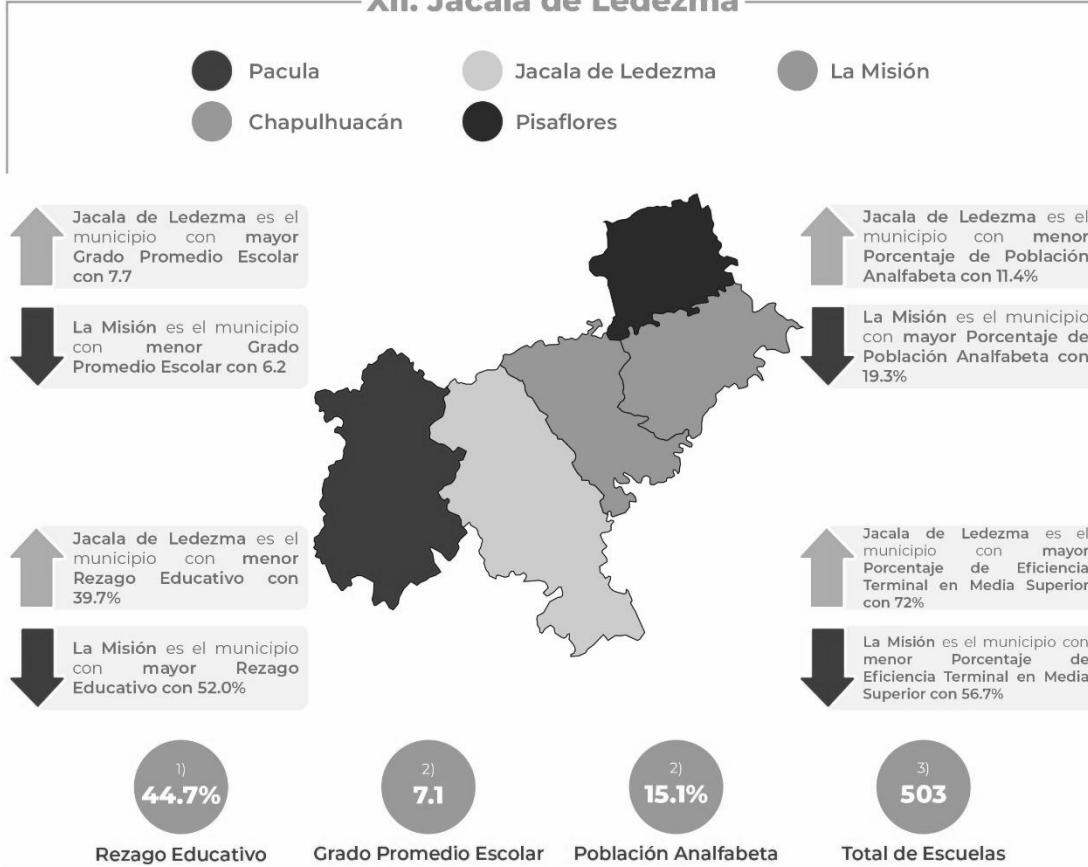 XII. Jacala de Ledezma
Pacula
Jacala de Ledezma
La Misión
Chapulhuacán
Pisaflores
Jacala de Ledezma es el
municipio con mayor
Grado Promedio Escolar
con 7.7
La Misión es el municipio
con menor Grado
Promedio Escolar con 6.2
Jacala de Ledezma es el
municipio con menor
Porcentaje de Población
Analfabeta con 11.4%
La Misión es el municipio
con mayor Porcentaje de
Población Analfabeta con
19.3%
Jacala de Ledezma es el
municipio con menor
Rezago Educativo con
39.7%
La Misión es el municipio
con mayor Rezago
Educativo con 52.0%
Jacala de Ledezma es el
municipio con mayor
Porcentaje de Eficiencia
Terminal en Media Superior
con 72%
La Misión es el municipio con
menor Porcentaje de
Eficiencia Terminal en Media
Superior con 56.7%
1)
44.7%
Rezago Educativo
2)
7.1
Grado Promedio Escolar
2)
15.1%
Población Analfabeta
3)
503
Total de Escuelas